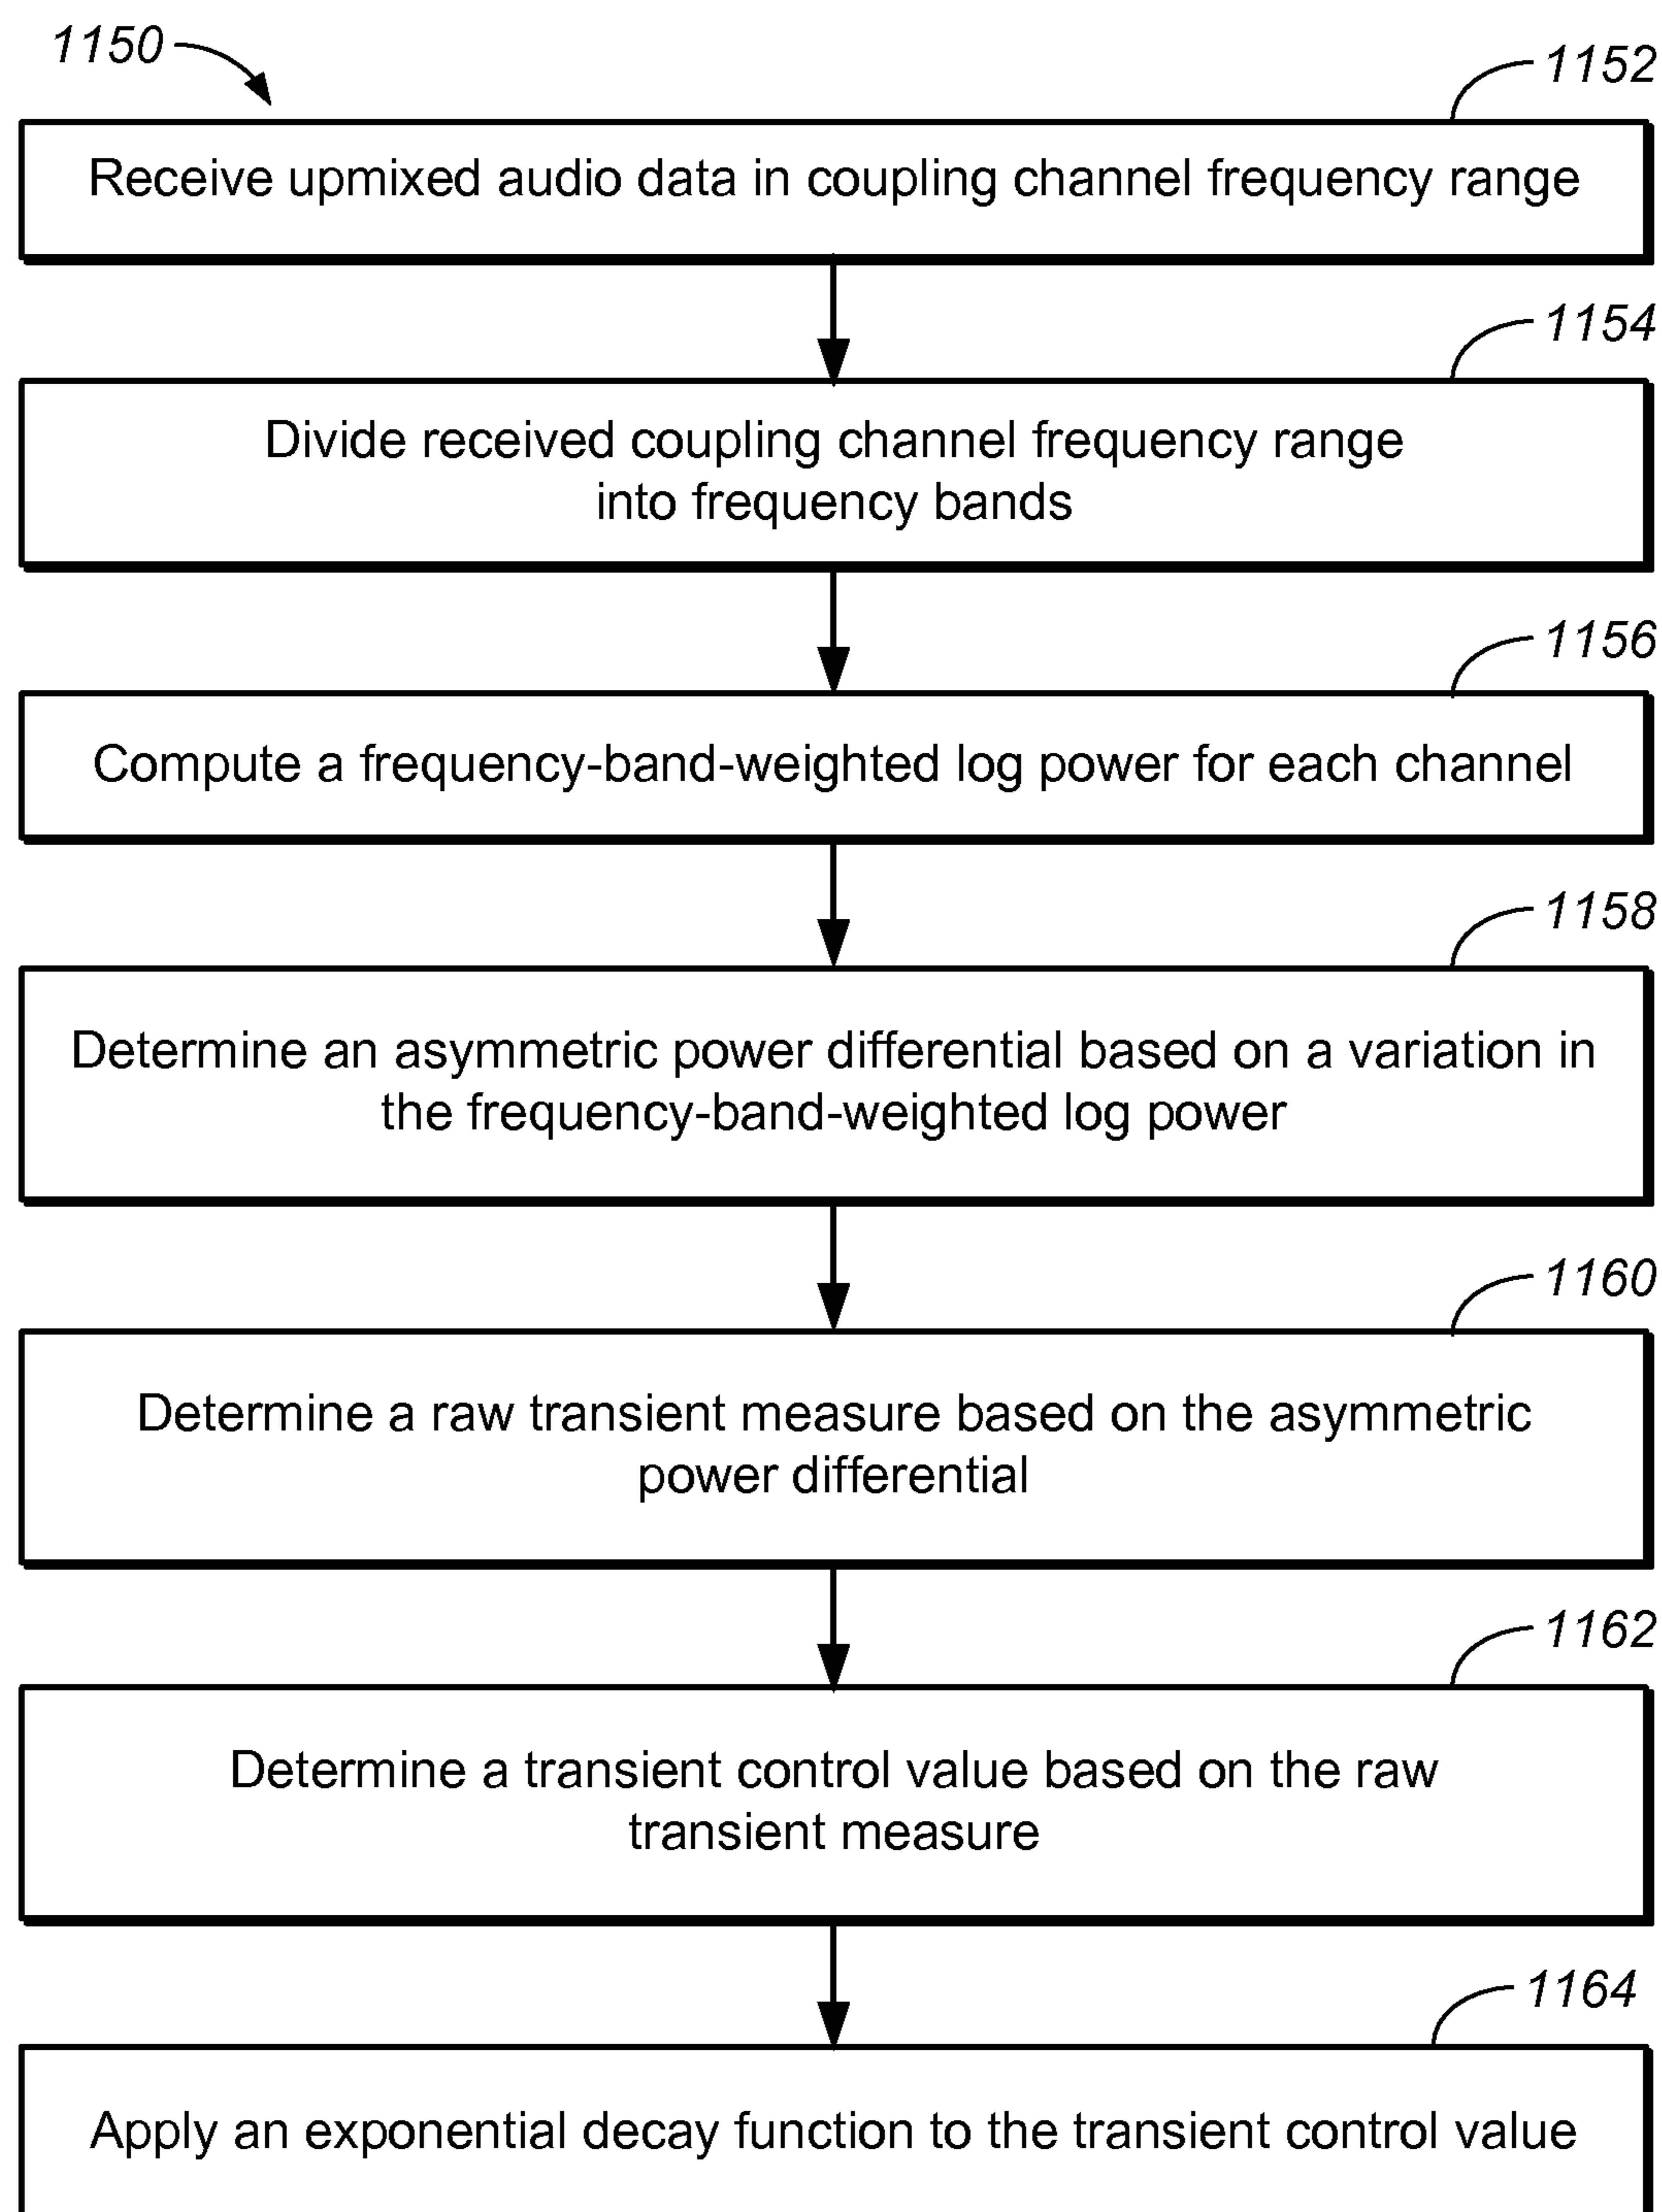 1150
1152
Receive upmixed audio data in coupling channel frequency range
1154
Divide received coupling channel frequency range
into frequency bands
1156
Compute a frequency-band-weighted log power for each channel
1158
Determine an asymmetric power differential based on a variation in
the frequency-band-weighted log power
1160
Determine a raw transient measure based on the asymmetric
power differential
1162
Determine a transient control value based on the raw
transient measure
1164
Apply an exponential decay function to the transient control value